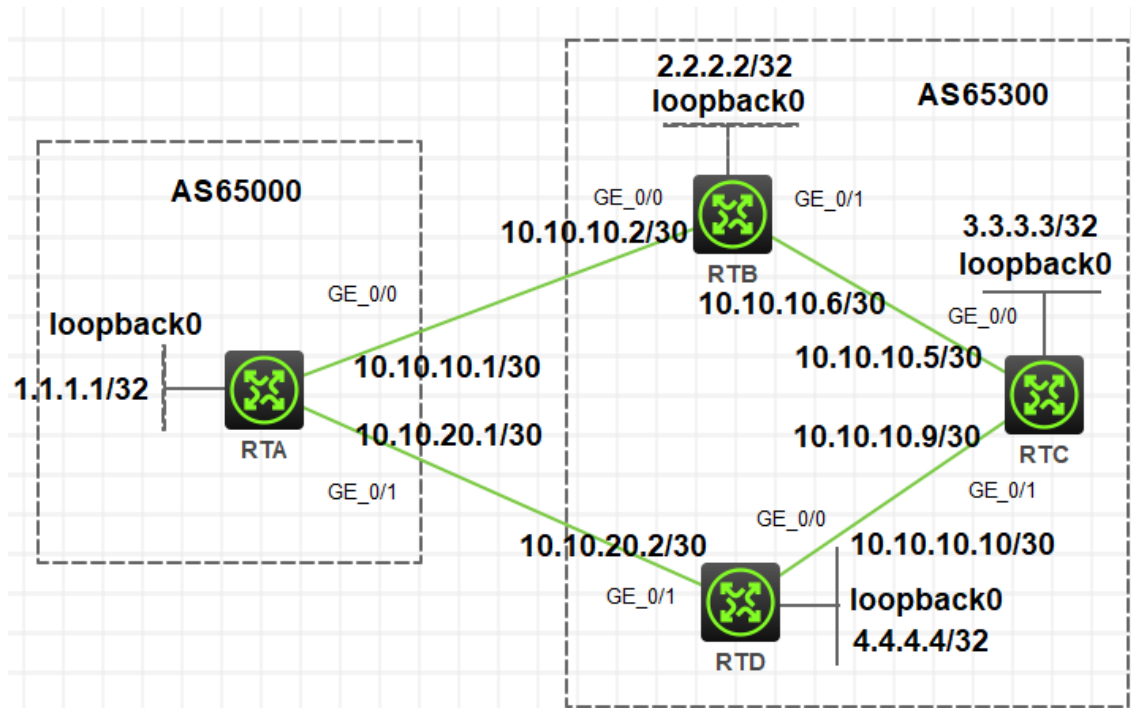 2.2.2.2/32
loopback0
AS65300
AS65000
GE_0/0
GE_0/1
10.10.10.2/30
3.3.3.3/32
loopback0
RTB
GE_0/0
10.10.10.6/30
GE_0/0
loopback0
10.10.10.5/30
10.10.10.1/30
1.1.1.1/32
10.10.20.1/30
10.10.10.9/30
RTA
RTC
GE_0/1
GE_0/1
GE_0/0
10.10.20.2/30
10.10.10.10/30
GE_0/1
loopback0
4.4.4.4/32
RTD